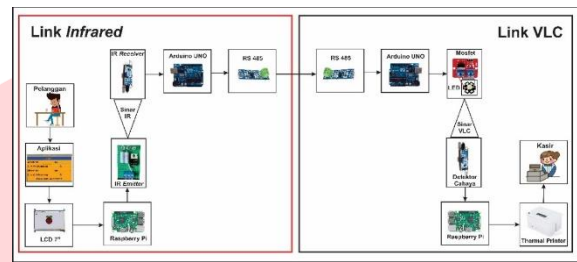 Link Infrared
Link VLC
Pelanggan
Aplikasi
LCD 7"
Raspberry Pi
IR Emitter
Sinar
IR
IR Receiver
Arduino UNO
RS 485
RS 485
Arduino UNO
Mosfet
LED
Sinar
VLC
Detektor
Cahaya
Raspberry Pi
Thermal Printer
Kasir